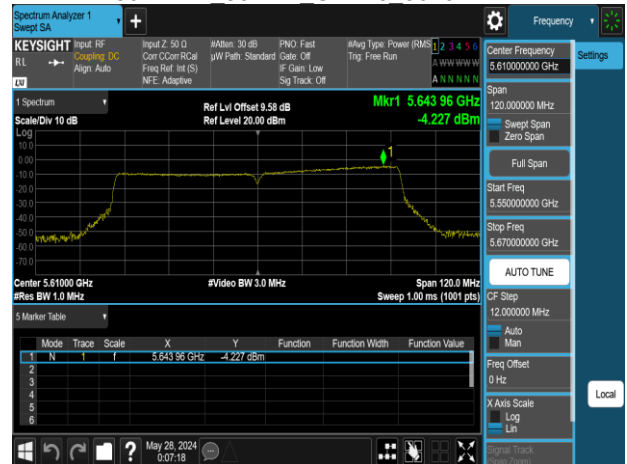 Spectrum Analyzer 1
Swept SA
Frequency
KEYSIGHT
Input: RF
Input Z: 50 Ω
#Atten: 30 dB
PNO: Fast
#Avg Type: Power (RMS
1 2 3 4 5 6
RL
Coupling: DC
Corr CCorr RCal
µW Path: Standard
Gate: Off
Trig: Free Run
A W W W W W
Align: Auto
Freq Ref: Int (S)
IF Gain: Low
NFE: Adaptive
Sig Track: Off
A N N N N N
LXI
1 Spectrum
Ref Lvl Offset 9.58 dB
Mkr1 5.643 96 GHz
Scale/Div 10 dB
Ref Level 20.00 dBm
-4.227 dBm
Log
10.0
0.00
-10.0
-20.0
-30.0
-40.0
-50.0
-60.0
-70.0
1
Center 5.61000 GHz
#Video BW 3.0 MHz
Span 120.0 MHz
#Res BW 1.0 MHz
Sweep 1.00 ms (1001 pts)
5 Marker Table
Mode Trace Scale X Y Function Function Width Function Value
1 N 1 f 5.643 96 GHz -4.227 dBm
2
3
4
5
6
Center Frequency
5.610000000 GHz
Settings
Span
120.000000 MHz
Swept Span
Zero Span
Full Span
Start Freq
5.550000000 GHz
Stop Freq
5.670000000 GHz
AUTO TUNE
CF Step
12.000000 MHz
Auto
Man
Freq Offset
0 Hz
X Axis Scale
Log
Lin
Local
Signal Track
(Span Zoom)
May 28, 2024
0:07:18